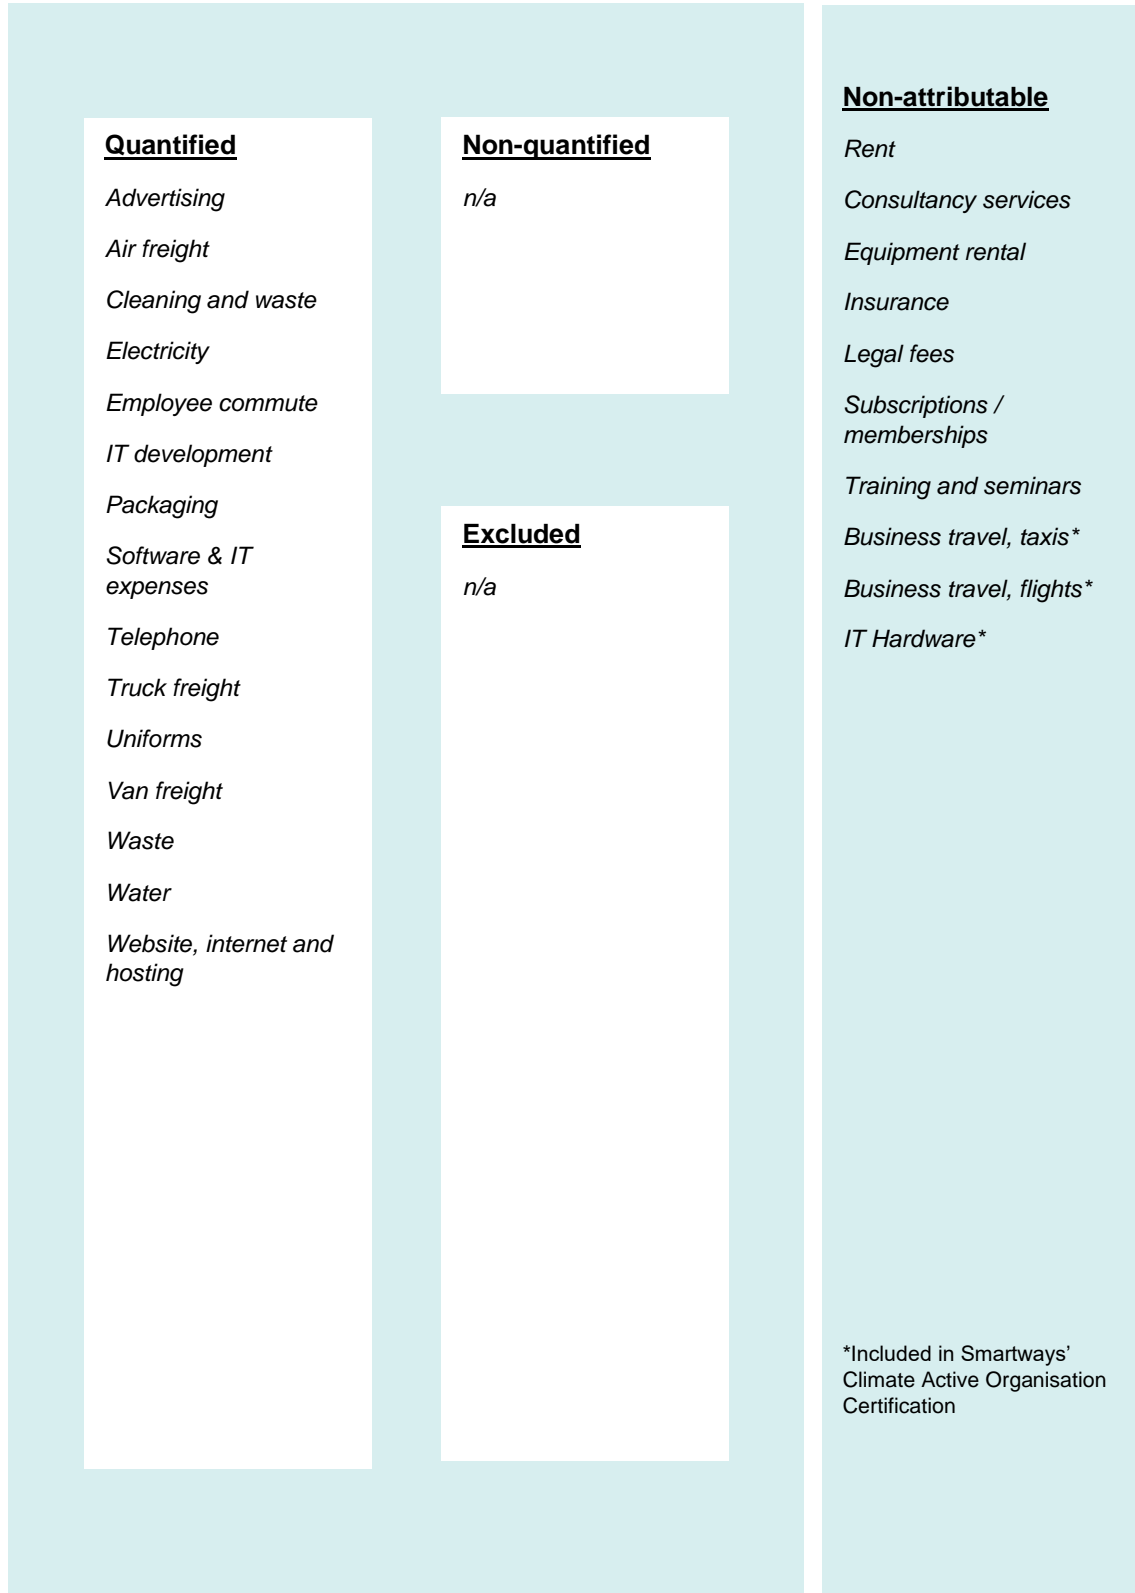 Quantified
Advertising
Air freight
Cleaning and waste
Electricity
Employee commute
IT development
Packaging
Software & IT
expenses
Telephone
Truck freight
Uniforms
Van freight
Waste
Water
Website, internet and
hosting
Non-quantified
n/a
Excluded
n/a
Non-attributable
Rent
Consultancy services
Equipment rental
Insurance
Legal fees
Subscriptions /
memberships
Training and seminars
Business travel, taxis*
Business travel, flights*
IT Hardware*
*Included in Smartways’
Climate Active Organisation
Certification